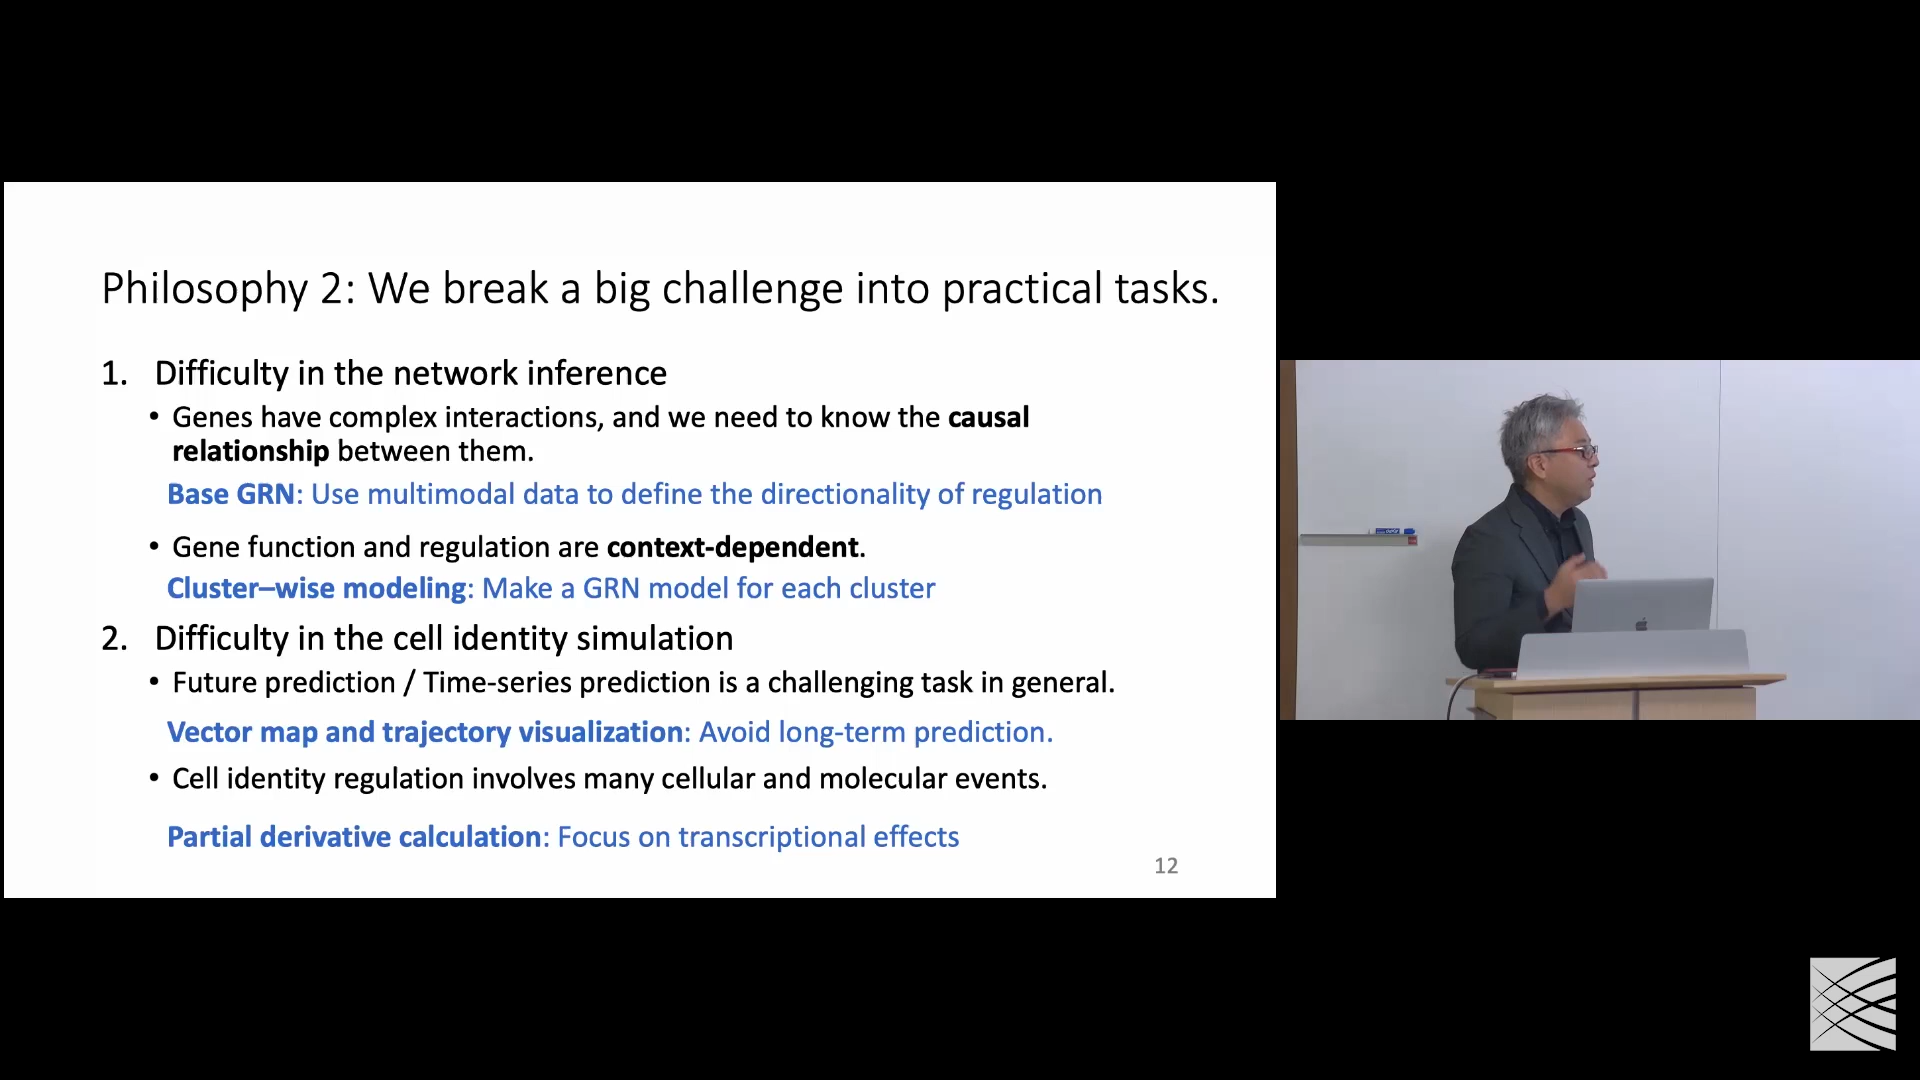 Philosophy 2: We break a big challenge into practical tasks.
1. Difficulty in the network inference
• Genes have complex interactions, and we need to know the causal
relationship between them.
Base GRN: Use multimodal data to define the directionality of regulation
• Gene function and regulation are context-dependent.
Cluster–wise modeling: Make a GRN model for each cluster
2. Difficulty in the cell identity simulation
• Future prediction / Time-series prediction is a challenging task in general.
Vector map and trajectory visualization: Avoid long-term prediction.
• Cell identity regulation involves many cellular and molecular events.
Partial derivative calculation: Focus on transcriptional effects
12